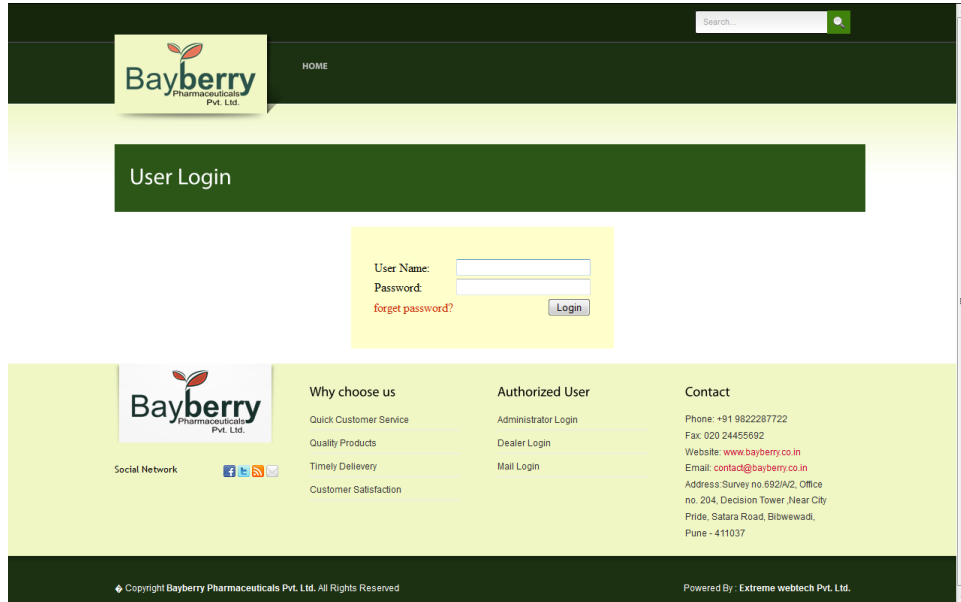 Search...
Bayberry
Pharmaceuticals
Pvt. Ltd.
HOME
User Login
User Name:
Password:
forget password?
Login
Bayberry
Pharmaceuticals
Pvt. Ltd.
Social Network
Why choose us
Quick Customer Service
Quality Products
Timely Delievery
Customer Satisfaction
Authorized User
Administrator Login
Dealer Login
Mail Login
Contact
Phone: +91 9822287722
Fax: 020 24455692
Website: www.bayberry.co.in
Email: contact@bayberry.co.in
Address:Survey no.692/A/2, Office
no. 204, Decision Tower ,Near City
Pride, Satara Road, Bibwewadi,
Pune - 411037
� Copyright Bayberry Pharmaceuticals Pvt. Ltd. All Rights Reserved
Powered By : Extreme webtech Pvt. Ltd.